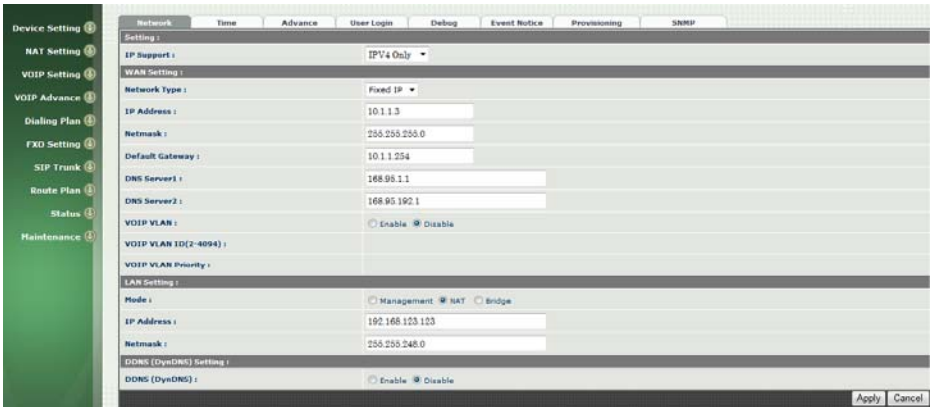 Device Setting
NAT Setting
VOIP Setting
VOIP Advance
Dialing Plan
FXO Setting
SIP Trunk
Route Plan
Status
Maintenance
Network Time Advance User Login Debug Event Notice Provisioning SNMP
Setting :
IP Support : IPV4 Only
WAN Setting :
Network Type : Fixed IP
IP Address : 10.1.1.3
Netmask : 255.255.255.0
Default Gateway : 10.1.1.254
DNS Server1 : 168.95.1.1
DNS Server2 : 168.95.192.1
VOIP VLAN : Enable Disable
VOIP VLAN ID(2-4094) :
VOIP VLAN Priority :
LAN Setting :
Mode : Management NAT Bridge
IP Address : 192.168.123.123
Netmask : 255.255.248.0
DDNS (DynDNS) Setting :
DDNS (DynDNS) : Enable Disable
Apply Cancel